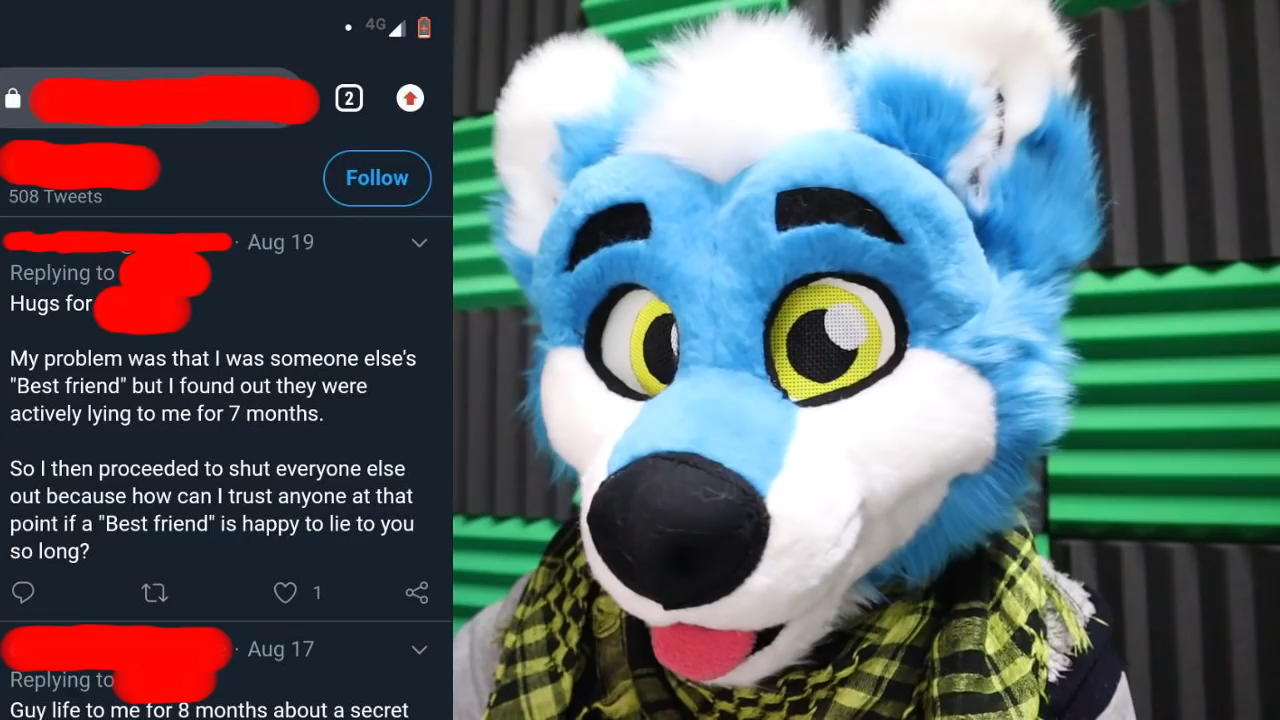 4G
2
Follow
508 Tweets
· Aug 19
Replying to
Hugs for
My problem was that I was someone else's
"Best friend" but I found out they were
actively lying to me for 7 months.
So I then proceeded to shut everyone else
out because how can I trust anyone at that
point if a "Best friend" is happy to lie to you
so long?
1
· Aug 17
Replying to
Guy life to me for 8 months about a secret